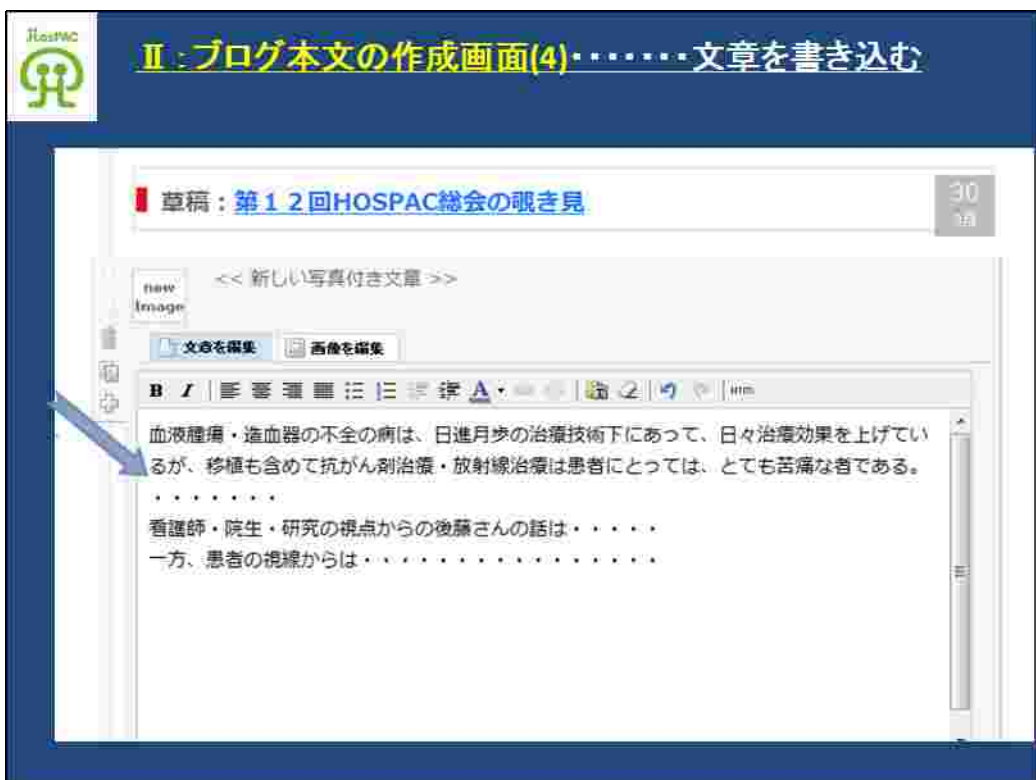 HOSPAC
Ⅱ:ブログ本文の作成画面(4)・・・・・・・文章を書き込む
草稿：第１２回HOSPAC総会の覗き見
30
<< 新しい写真付き文章 >>
new
Image
文章を編集 画像を編集
B I A
血液腫瘍・造血器の不全の病は、日進月歩の治療技術下にあって、日々治療効果を上げてい
るが、移植も含めて抗がん剤治療・放射線治療は患者にとっては、とても苦痛な者である。
・・・・・・・
看護師・院生・研究の視点からの後藤さんの話は・・・・・
一方、患者の視線からは・・・・・・・・・・・・・・・・